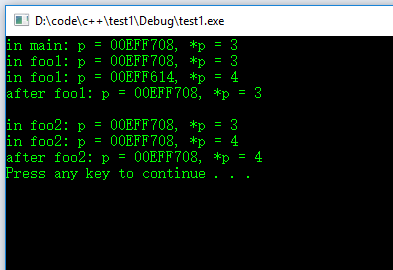 D:\code\c++\test1\Debug\test1.exe
in main: p = 00EFF708, *p = 3
in foo1: p = 00EFF708, *p = 3
in foo1: p = 00EFF614, *p = 4
after foo1: p = 00EFF708, *p = 3
in foo2: p = 00EFF708, *p = 3
in foo2: p = 00EFF708, *p = 4
after foo2: p = 00EFF708, *p = 4
Press any key to continue . . .